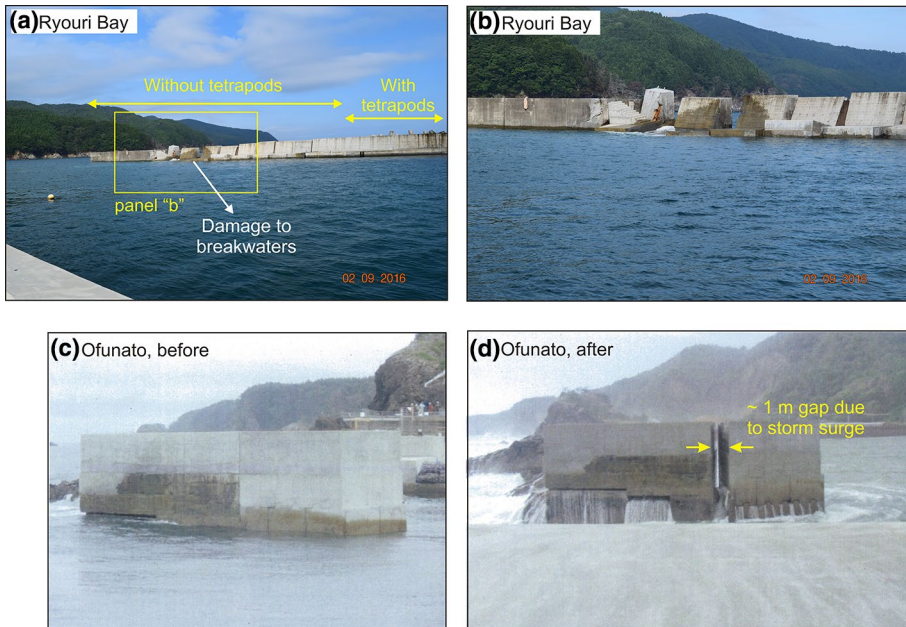 (a) Ryouri Bay
Without tetrapods
With
tetrapods
panel “b”
Damage to
breakwaters
02 09 2016
(b) Ryouri Bay
02 09 2016
(c) Ofunato, before
(d) Ofunato, after
~ 1 m gap due
to storm surge